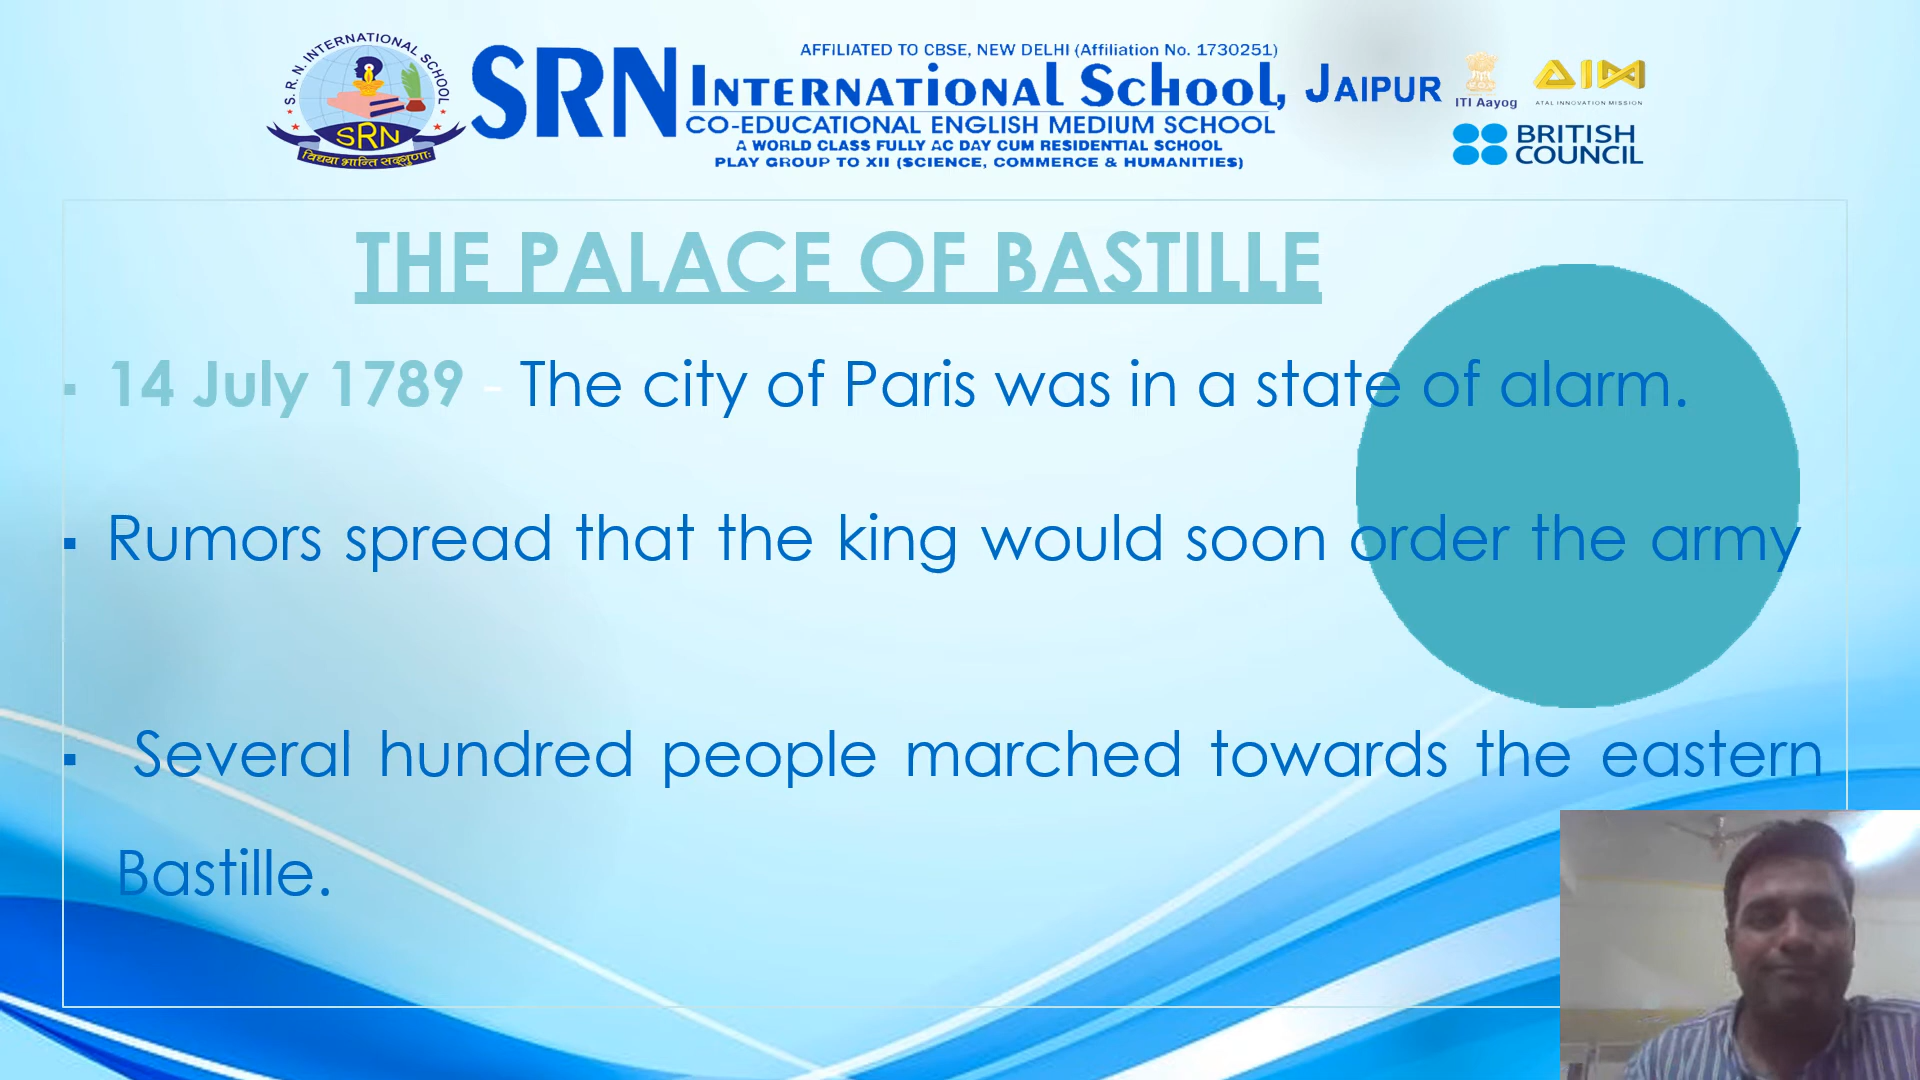 S. R. N. INTERNATIONAL SCHOOL
SRN
विद्यया भान्ति सद्गुणाः
AFFILIATED TO CBSE, NEW DELHI (Affiliation No. 1730251)
SRN INTERNATIONAL SCHOOL, JAIPUR
CO-EDUCATIONAL ENGLISH MEDIUM SCHOOL
A WORLD CLASS FULLY AC DAY CUM RESIDENTIAL SCHOOL
PLAY GROUP TO XII (SCIENCE, COMMERCE & HUMANITIES)
ITI Aayog
AIM
ATAL INNOVATION MISSION
BRITISH
COUNCIL
THE PALACE OF BASTILLE
▪ 14 July 1789 - The city of Paris was in a state of alarm.
▪ Rumors spread that the king would soon order the army
▪ Several hundred people marched towards the eastern
Bastille.